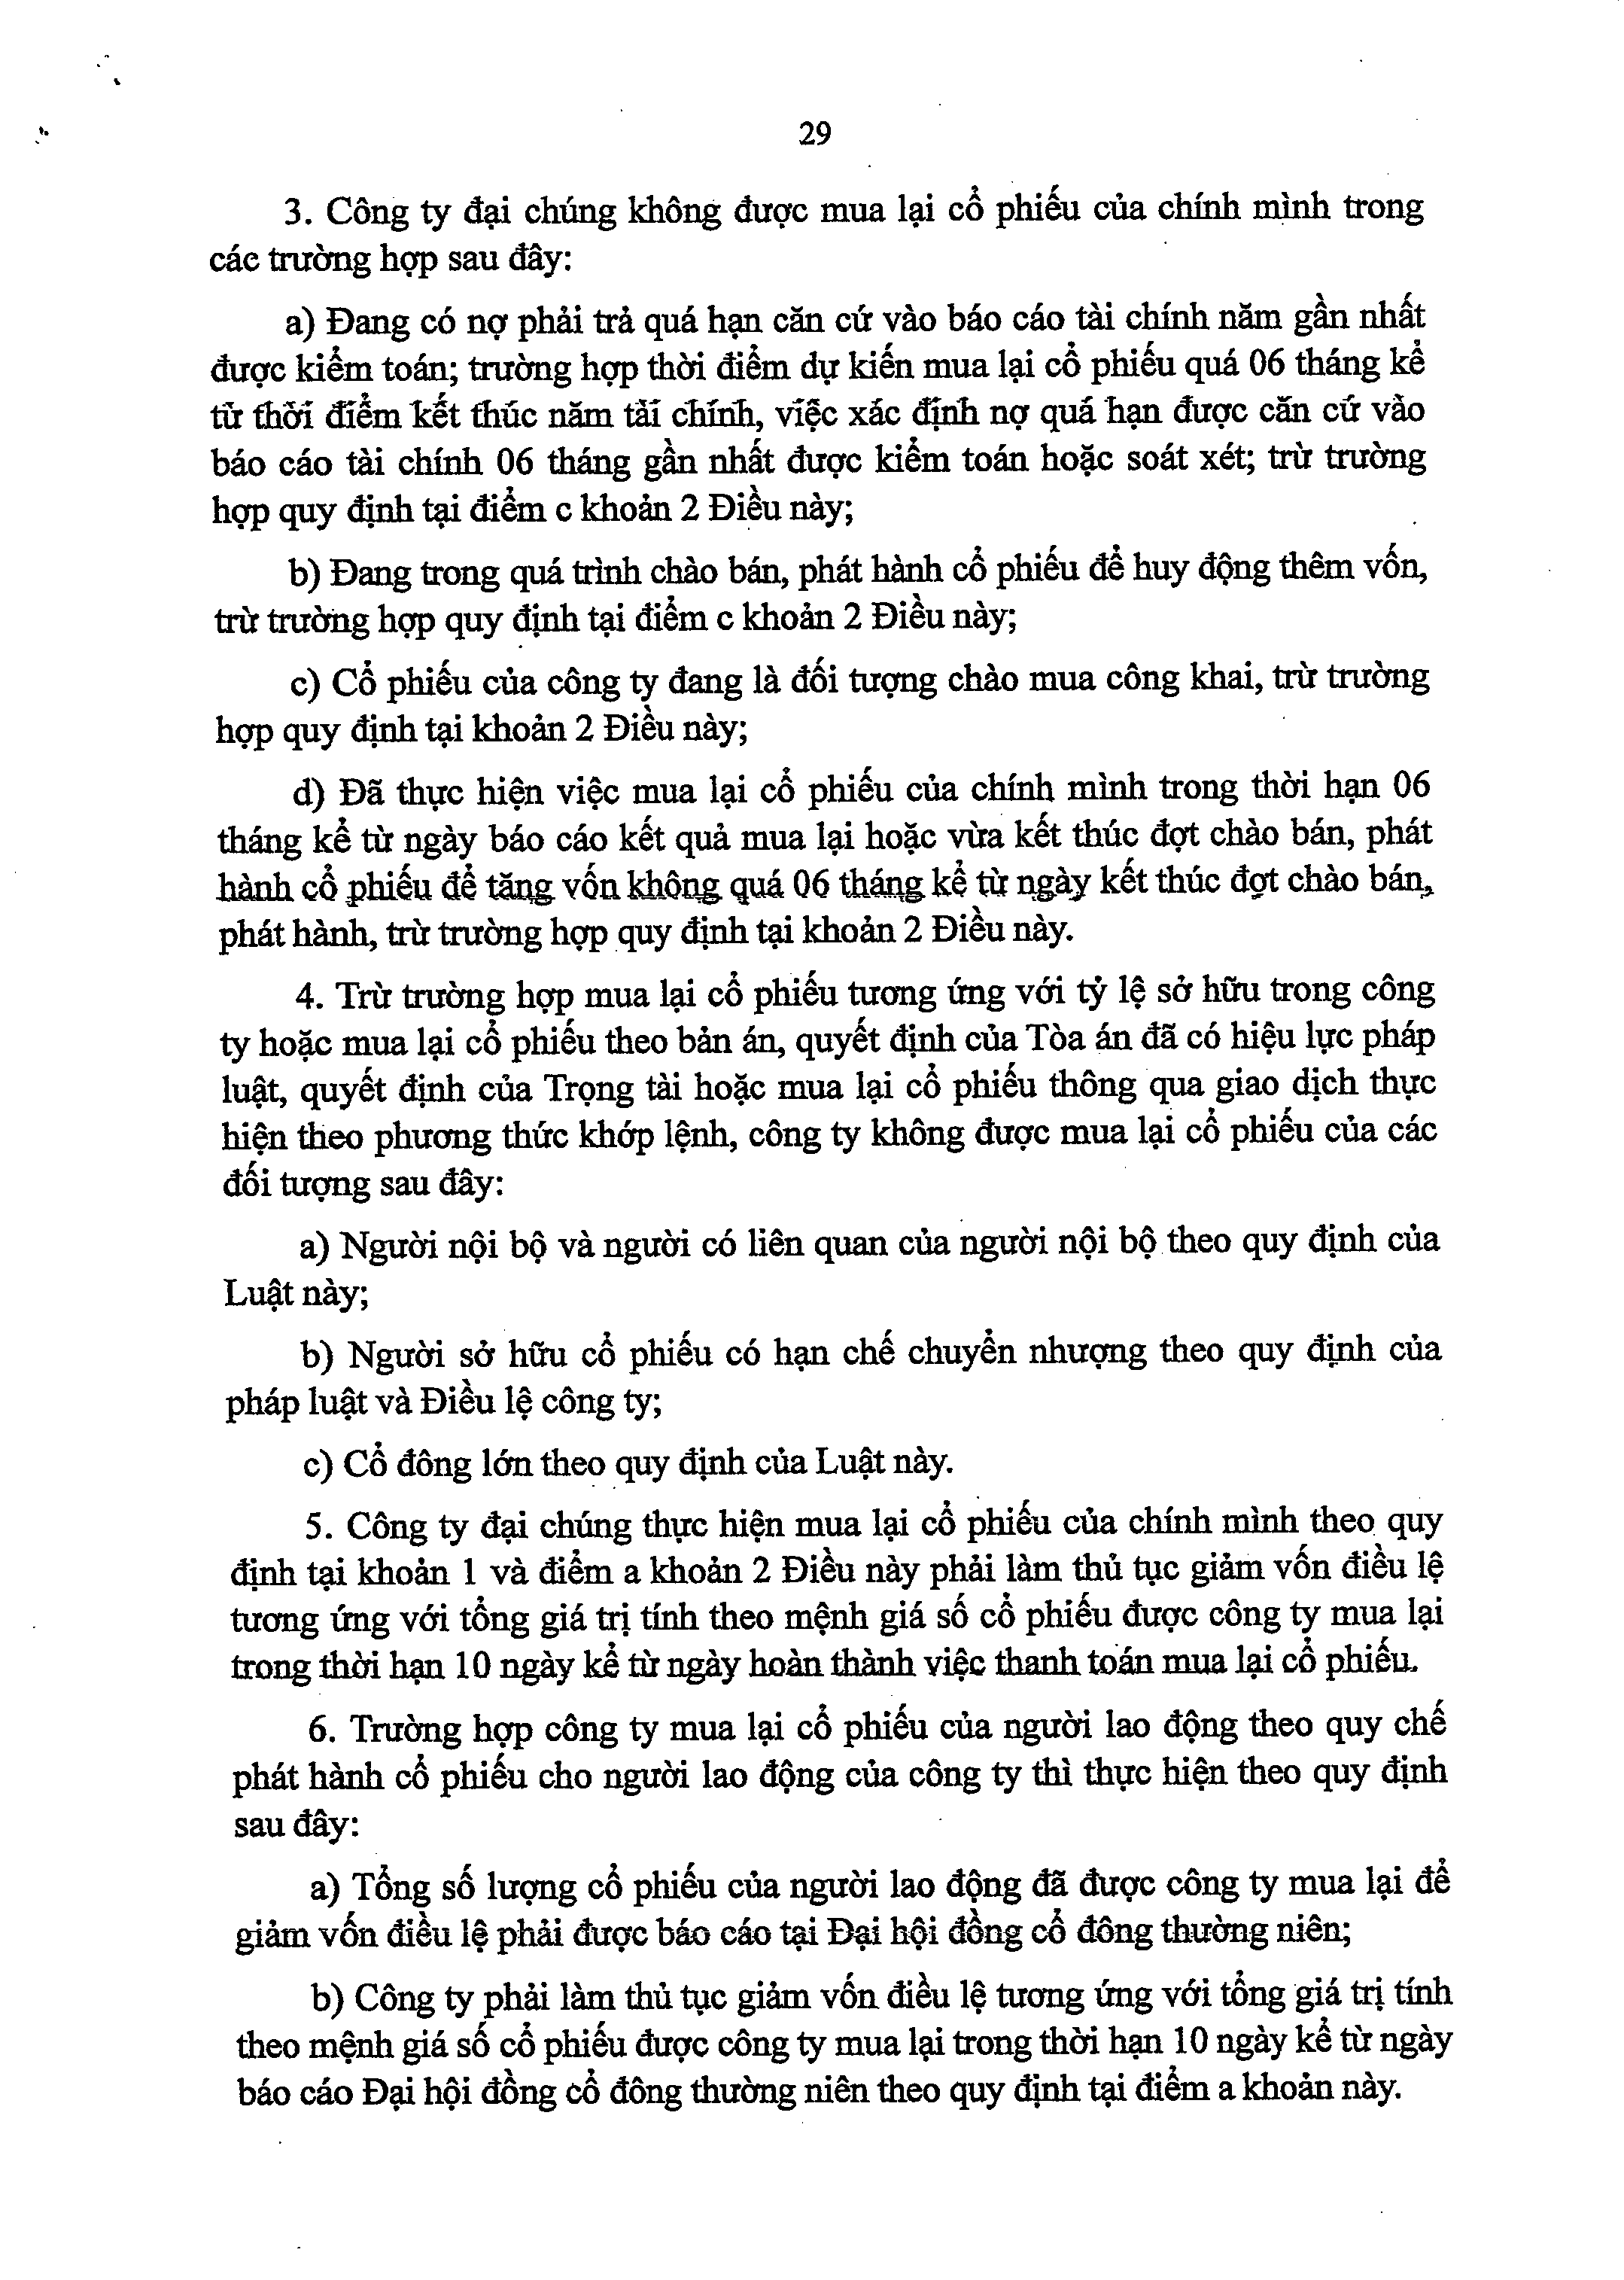 29
3. Công ty đại chúng không được mua lại cổ phiếu của chính mình trong
các trường hợp sau đây:
a) Đang có nợ phải trả quá hạn căn cứ vào báo cáo tài chính năm gần nhất
được kiểm toán; trường hợp thời điểm dự kiến mua lại cổ phiếu quá 06 tháng kể
từ thời điểm kết thúc năm tài chính, việc xác định nợ quá hạn được căn cứ vào
báo cáo tài chính 06 tháng gần nhất được kiểm toán hoặc soát xét; trừ trường
hợp quy định tại điểm c khoản 2 Điều này;
b) Đang trong quá trình chào bán, phát hành cổ phiếu để huy động thêm vốn,
trừ trường hợp quy định tại điểm c khoản 2 Điều này;
c) Cổ phiếu của công ty đang là đối tượng chào mua công khai, trừ trường
hợp quy định tại khoản 2 Điều này;
d) Đã thực hiện việc mua lại cổ phiếu của chính mình trong thời hạn 06
tháng kể từ ngày báo cáo kết quả mua lại hoặc vừa kết thúc đợt chào bán, phát
hành cổ phiếu để tăng vốn không quá 06 tháng kể từ ngày kết thúc đợt chào bán,
phát hành, trừ trường hợp quy định tại khoản 2 Điều này.
4. Trừ trường hợp mua lại cổ phiếu tương ứng với tỷ lệ sở hữu trong công
ty hoặc mua lại cổ phiếu theo bản án, quyết định của Tòa án đã có hiệu lực pháp
luật, quyết định của Trọng tài hoặc mua lại cổ phiếu thông qua giao dịch thực
hiện theo phương thức khớp lệnh, công ty không được mua lại cổ phiếu của các
đối tượng sau đây:
a) Người nội bộ và người có liên quan của người nội bộ theo quy định của
Luật này;
b) Người sở hữu cổ phiếu có hạn chế chuyển nhượng theo quy định của
pháp luật và Điều lệ công ty;
c) Cổ đông lớn theo quy định của Luật này.
5. Công ty đại chúng thực hiện mua lại cổ phiếu của chính mình theo quy
định tại khoản 1 và điểm a khoản 2 Điều này phải làm thủ tục giảm vốn điều lệ
tương ứng với tổng giá trị tính theo mệnh giá số cổ phiếu được công ty mua lại
trong thời hạn 10 ngày kể từ ngày hoàn thành việc thanh toán mua lại cổ phiếu.
6. Trường hợp công ty mua lại cổ phiếu của người lao động theo quy chế
phát hành cổ phiếu cho người lao động của công ty thì thực hiện theo quy định
sau đây:
a) Tổng số lượng cổ phiếu của người lao động đã được công ty mua lại để
giảm vốn điều lệ phải được báo cáo tại Đại hội đồng cổ đông thường niên;
b) Công ty phải làm thủ tục giảm vốn điều lệ tương ứng với tổng giá trị tính
theo mệnh giá số cổ phiếu được công ty mua lại trong thời hạn 10 ngày kể từ ngày
báo cáo Đại hội đồng cổ đông thường niên theo quy định tại điểm a khoản này.